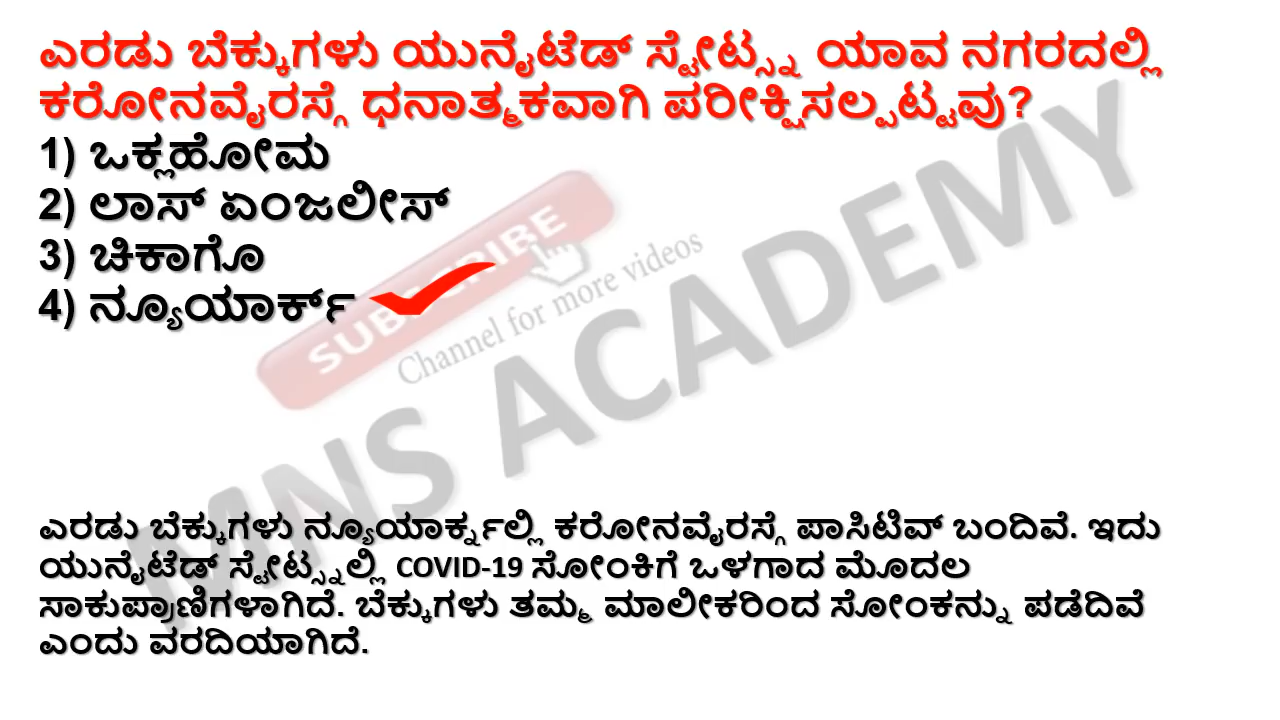 ಎರಡು ಬೆಕ್ಕುಗಳು ಯುನೈಟೆಡ್ ಸ್ಟೇಟ್ಸ್ನ ಯಾವ ನಗರದಲ್ಲಿ
ಕರೋನವೈರಸ್ಗೆ ಧನಾತ್ಮಕವಾಗಿ ಪರೀಕ್ಷಿಸಲ್ಪಟ್ಟವು?
1) ಒಕ್ಲಹೋಮ
2) ಲಾಸ್ ಏಂಜಲೀಸ್
3) ಚಿಕಾಗೊ
4) ನ್ಯೂಯಾರ್ಕ್
SUBSCRIBE
Channel for more videos
MNS ACADEMY
ಎರಡು ಬೆಕ್ಕುಗಳು ನ್ಯೂಯಾರ್ಕ್ನಲ್ಲಿ ಕರೋನವೈರಸ್ಗೆ ಪಾಸಿಟಿವ್ ಬಂದಿವೆ. ಇದು
ಯುನೈಟೆಡ್ ಸ್ಟೇಟ್ಸ್ನಲ್ಲಿ COVID-19 ಸೋಂಕಿಗೆ ಒಳಗಾದ ಮೊದಲ
ಸಾಕುಪ್ರಾಣಿಗಳಾಗಿದೆ. ಬೆಕ್ಕುಗಳು ತಮ್ಮ ಮಾಲೀಕರಿಂದ ಸೋಂಕನ್ನು ಪಡೆದಿವೆ
ಎಂದು ವರದಿಯಾಗಿದೆ.